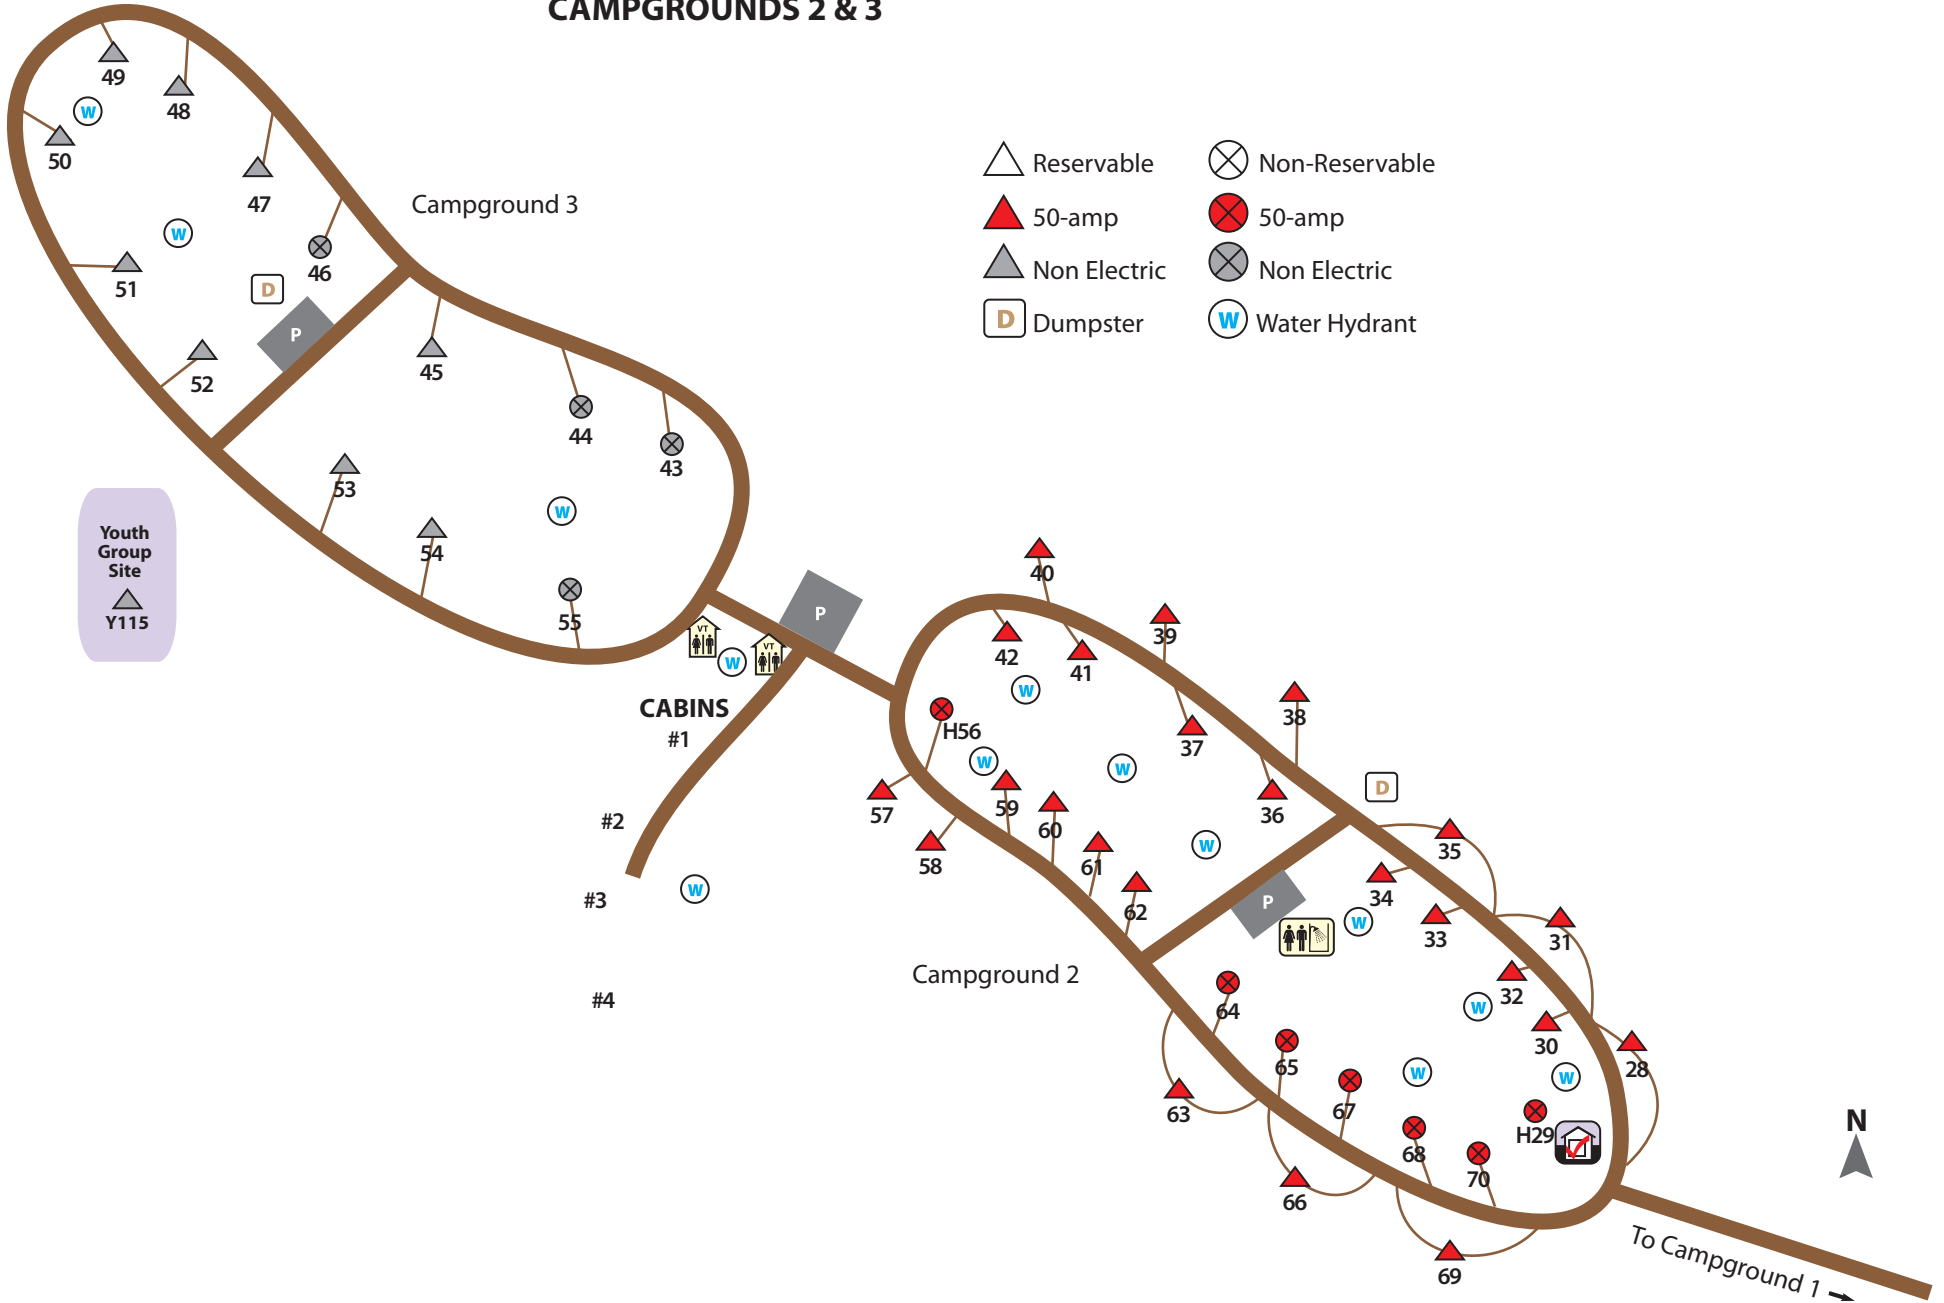 CAMPGROUNDS 2 & 3
49
48
W
50
47
Campground 3
W
46
51
D
P
52
45
44
43
53
W
54
55
Youth
Group
Site
Y115
Reservable
Non-Reservable
50-amp
50-amp
Non Electric
Non Electric
D Dumpster
W Water Hydrant
P
VT
W
VT
CABINS
#1
#2
#3
W
#4
40
39
42
41
38
W
H56
37
W
W
D
57
59
36
60
58
61
W
35
62
34
P
W
33
31
Campground 2
32
64
W
30
65
28
W
W
67
63
H29
68
70
66
69
N
To Campground 1